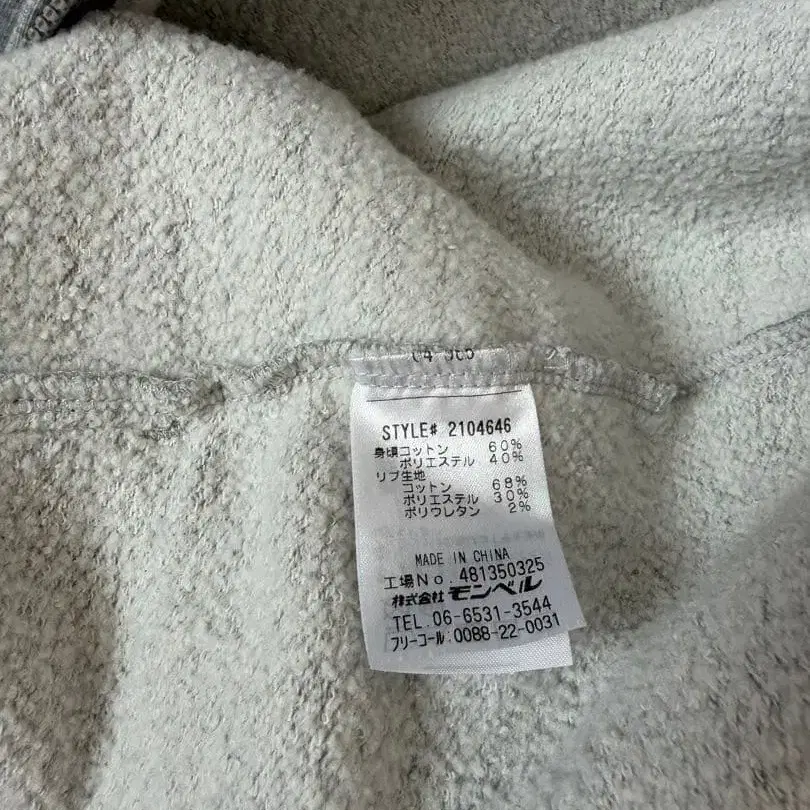 STYLE# 2104646
身頃コットン 60%
ポリエステル 40%
リブ生地
コットン 68%
ポリエステル 30%
ポリウレタン 2%
MADE IN CHINA
工場No. 481350325
株式会社 モンベル
TEL.06-6531-3544
フリーコール:0088-22-0031